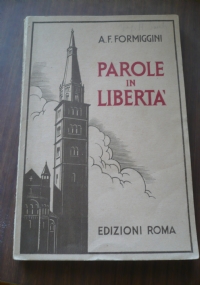 A. F. FORMIGGINI
PAROLE
IN
LIBERTA'
EDIZIONI ROMA